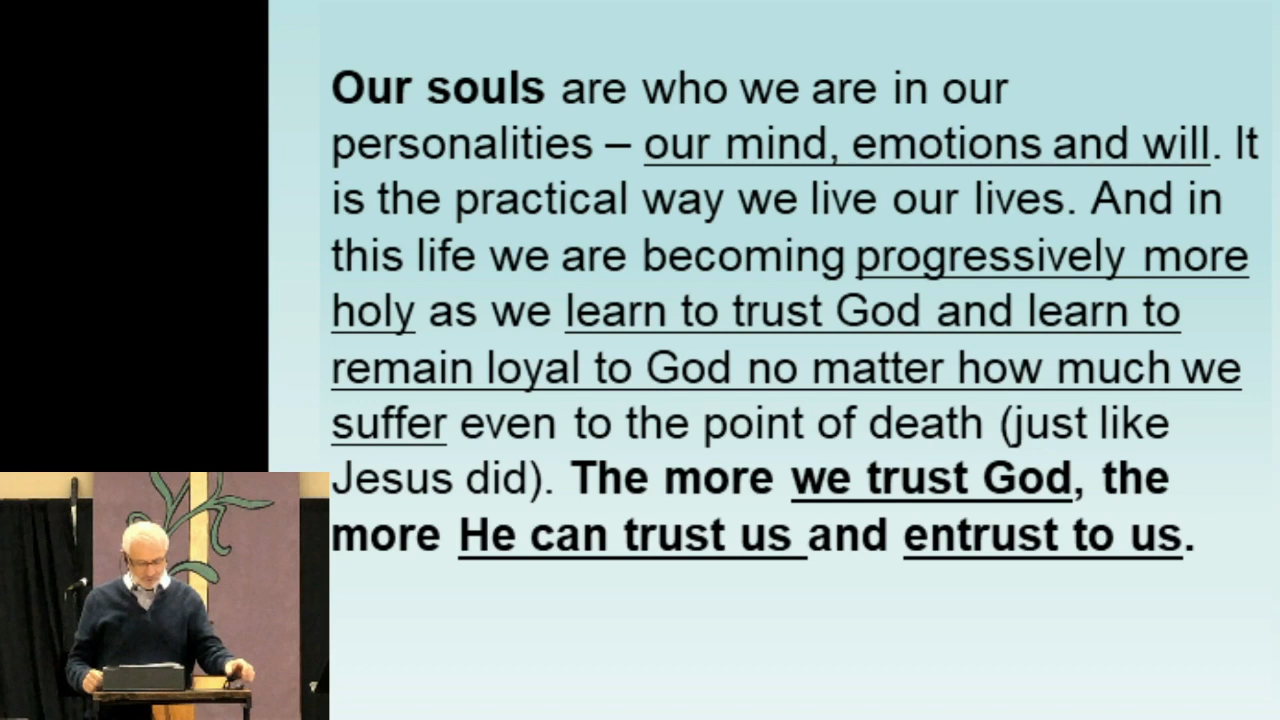 Our souls are who we are in our
personalities – our mind, emotions and will. It
is the practical way we live our lives. And in
this life we are becoming progressively more
holy as we learn to trust God and learn to
remain loyal to God no matter how much we
suffer even to the point of death (just like
Jesus did). The more we trust God, the
more He can trust us and entrust to us.